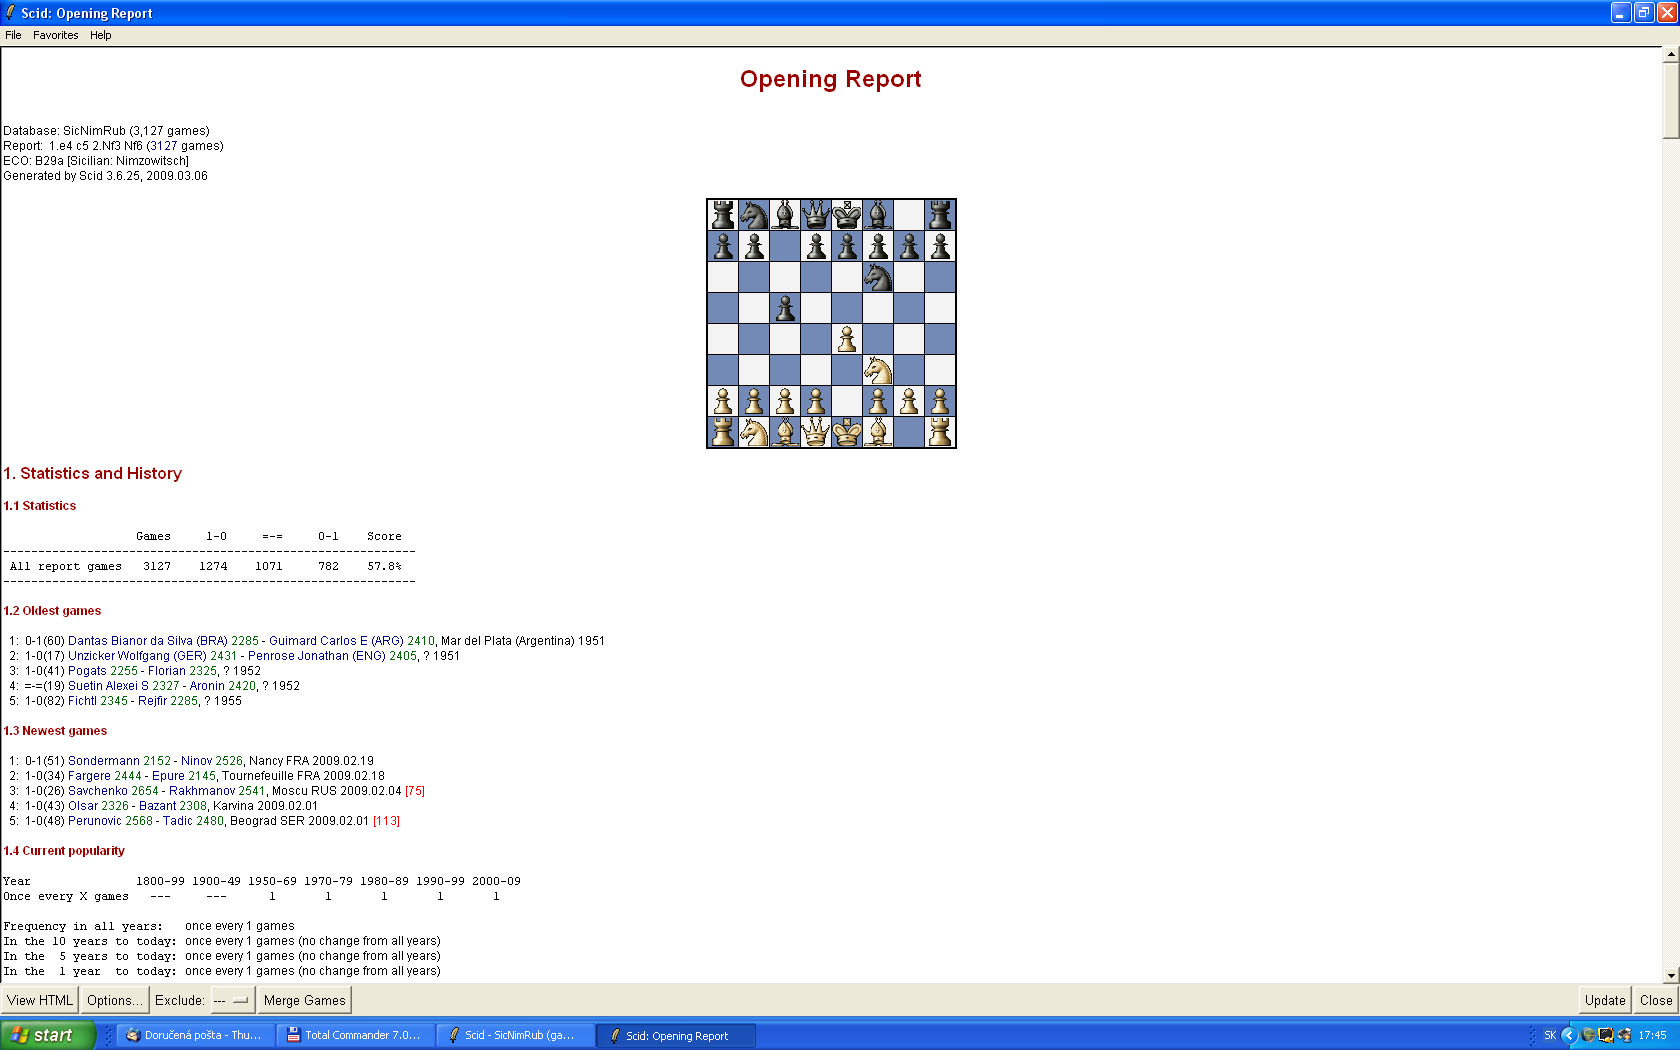 Scid: Opening Report
File Favorites Help
Opening Report
Database: SicNimRub (3,127 games)
Report: 1.e4 c5 2.Nf3 Nf6 (3127 games)
ECO: B29a [Sicilian: Nimzowitsch]
Generated by Scid 3.6.25, 2009.03.06
1. Statistics and History
1.1 Statistics
Games 1-0 =-= 0-1 Score
All report games 3127 1274 1071 782 57.8%
1.2 Oldest games
1: 0-1(60) Dantas Bianor da Silva (BRA) 2285 - Guimard Carlos E (ARG) 2410, Mar del Plata (Argentina) 1951
2: 1-0(17) Unzicker Wolfgang (GER) 2431 - Penrose Jonathan (ENG) 2405, ? 1951
3: 1-0(41) Pogats 2255 - Florian 2325, ? 1952
4: =-=(19) Suetin Alexei S 2327 - Aronin 2420, ? 1952
5: 1-0(82) Fichtl 2345 - Rejfir 2285, ? 1955
1.3 Newest games
1: 0-1(51) Sondermann 2152 - Ninov 2526, Nancy FRA 2009.02.19
2: 1-0(34) Fargere 2444 - Epure 2145, Tournefeuille FRA 2009.02.18
3: 1-0(26) Savchenko 2654 - Rakhmanov 2541, Moscu RUS 2009.02.04 [75]
4: 1-0(43) Olsar 2326 - Bazant 2308, Karvina 2009.02.01
5: 1-0(48) Perunovic 2568 - Tadic 2480, Beograd SER 2009.02.01 [113]
1.4 Current popularity
Year 1800-99 1900-49 1950-69 1970-79 1980-89 1990-99 2000-09
Once every X games --- --- 1 1 1 1 1
Frequency in all years: once every 1 games
In the 10 years to today: once every 1 games (no change from all years)
In the 5 years to today: once every 1 games (no change from all years)
In the 1 year to today: once every 1 games (no change from all years)
View HTML Options... Exclude: --- Merge Games Update Close
start Doručená pošta - Thu... Total Commander 7.0... Scid - SicNimRub (ga... Scid: Opening Report SK 17:45